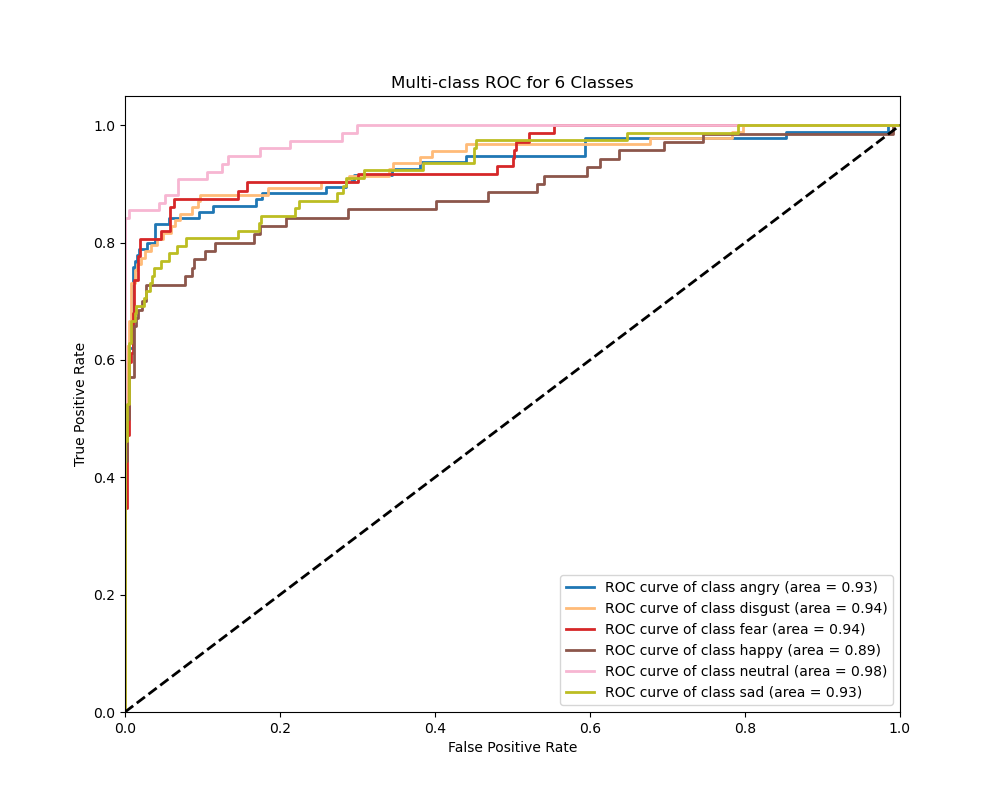 Multi-class ROC for 6 Classes
True Positive Rate
1.0
0.8
0.6
0.4
0.2
0.0
ROC curve of class angry (area = 0.93)
ROC curve of class disgust (area = 0.94)
ROC curve of class fear (area = 0.94)
ROC curve of class happy (area = 0.89)
ROC curve of class neutral (area = 0.98)
ROC curve of class sad (area = 0.93)
0.0 0.2 0.4 0.6 0.8 1.0
False Positive Rate